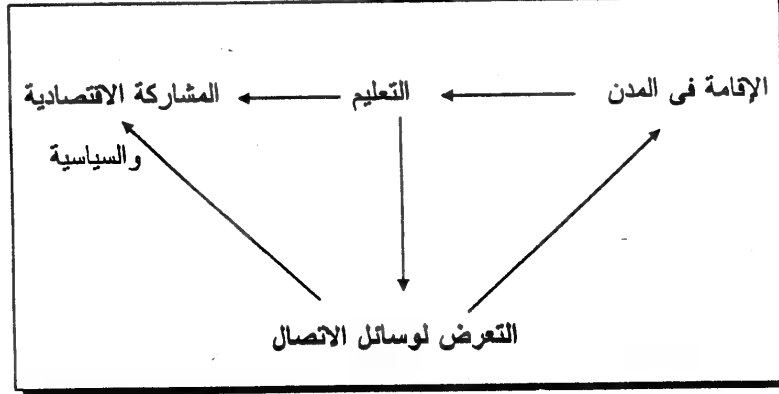 الإقامة فى المدن
التعليم
المشاركة الاقتصادية
والسياسية
التعرض لوسائل الاتصال